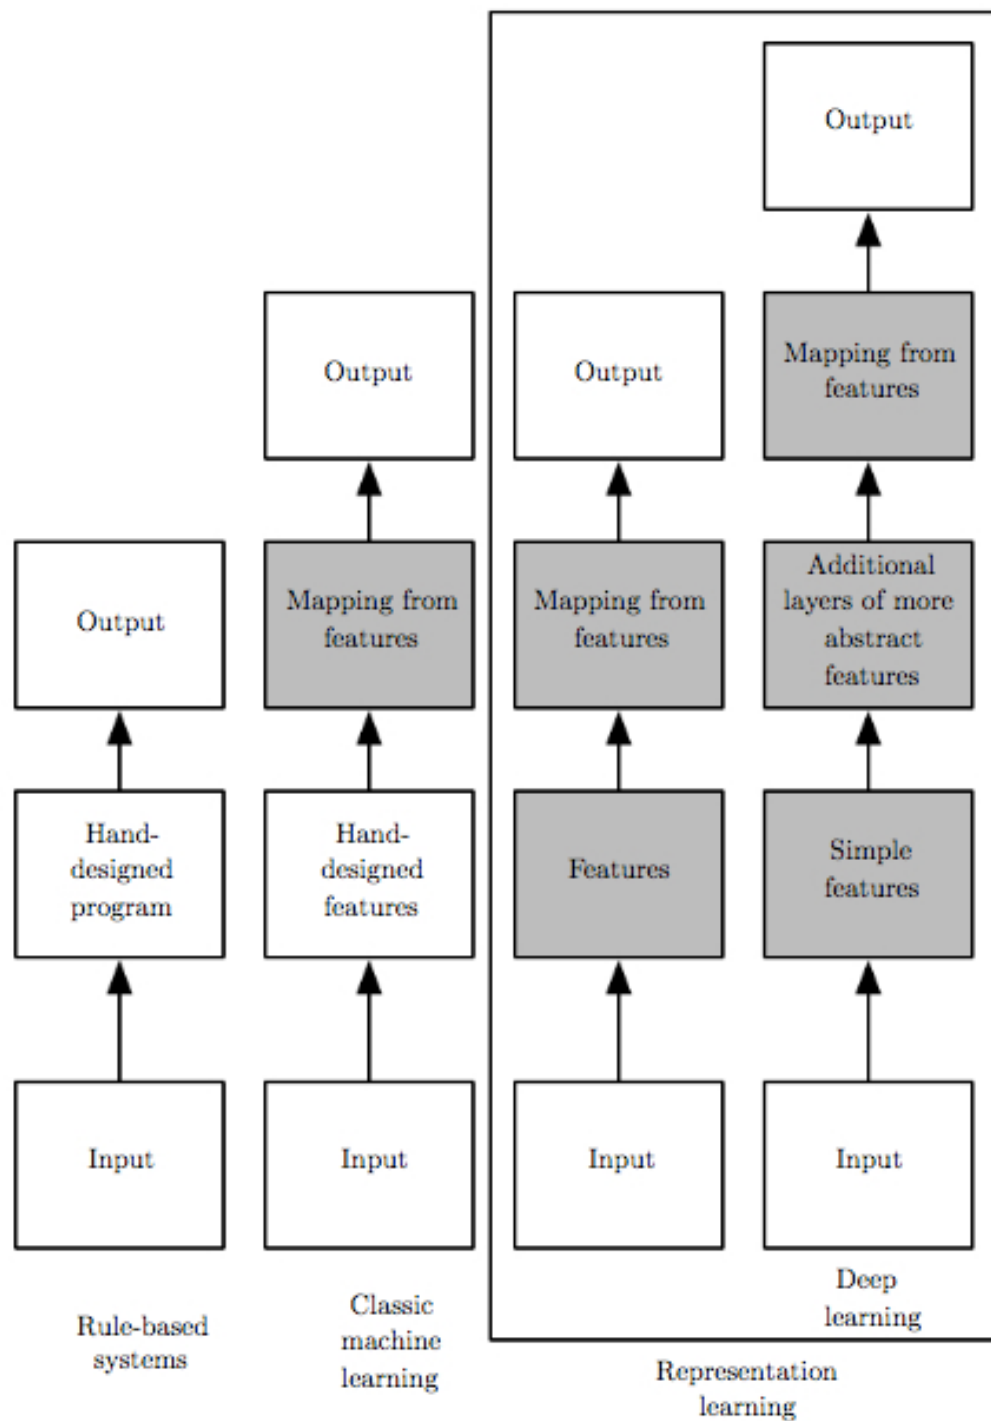 Output
Mapping from
features
Additional
layers of more
abstract
features
Simple
features
Input
Deep
learning
Output
Mapping from
features
Features
Input
Representation
learning
Output
Mapping from
features
Hand-
designed
features
Input
Classic
machine
learning
Output
Hand-
designed
program
Input
Rule-based
systems